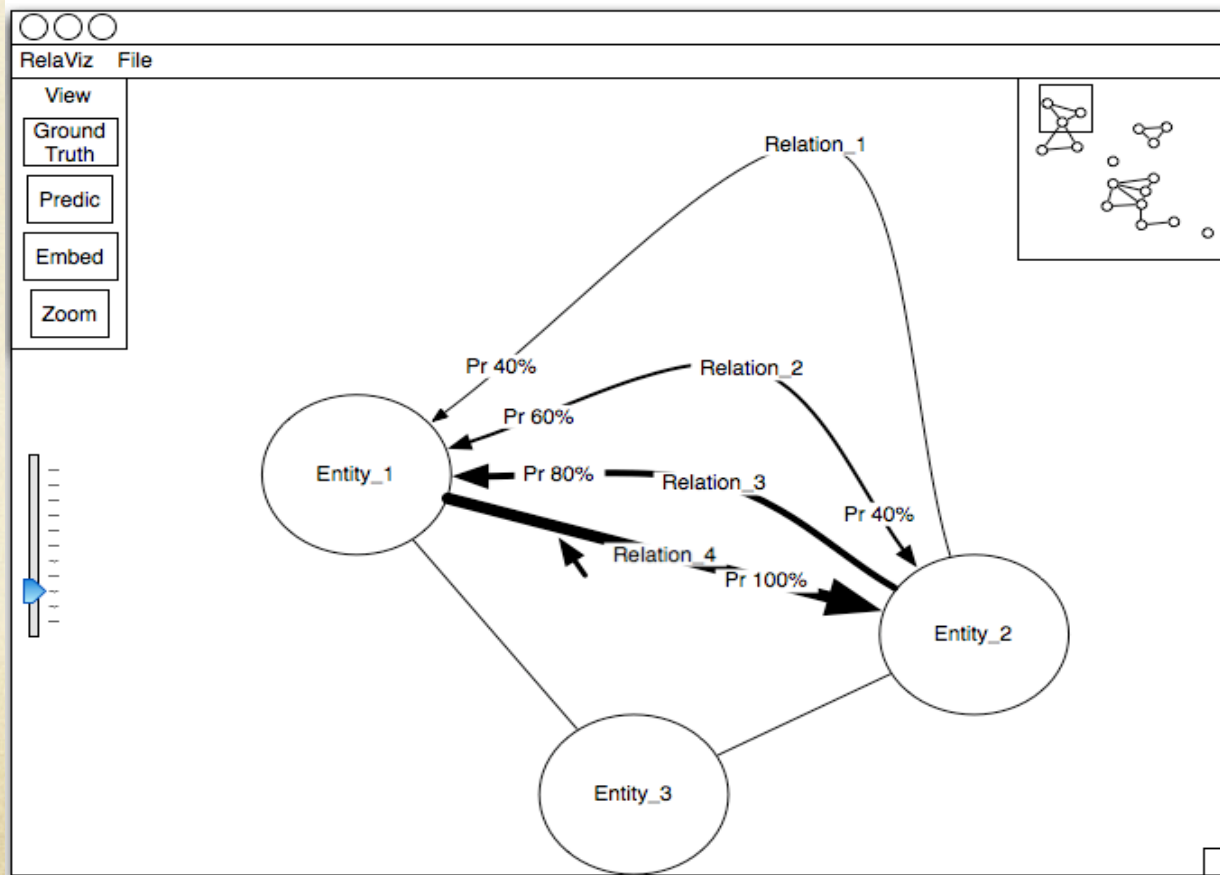 RelaViz File
View
Ground
Truth
Predic
Embed
Zoom
Relation_1
Pr 40%
Relation_2
Pr 60%
Entity_1
Pr 80%
Relation_3
Pr 40%
Relation_4
Pr 100%
Entity_2
Entity_3